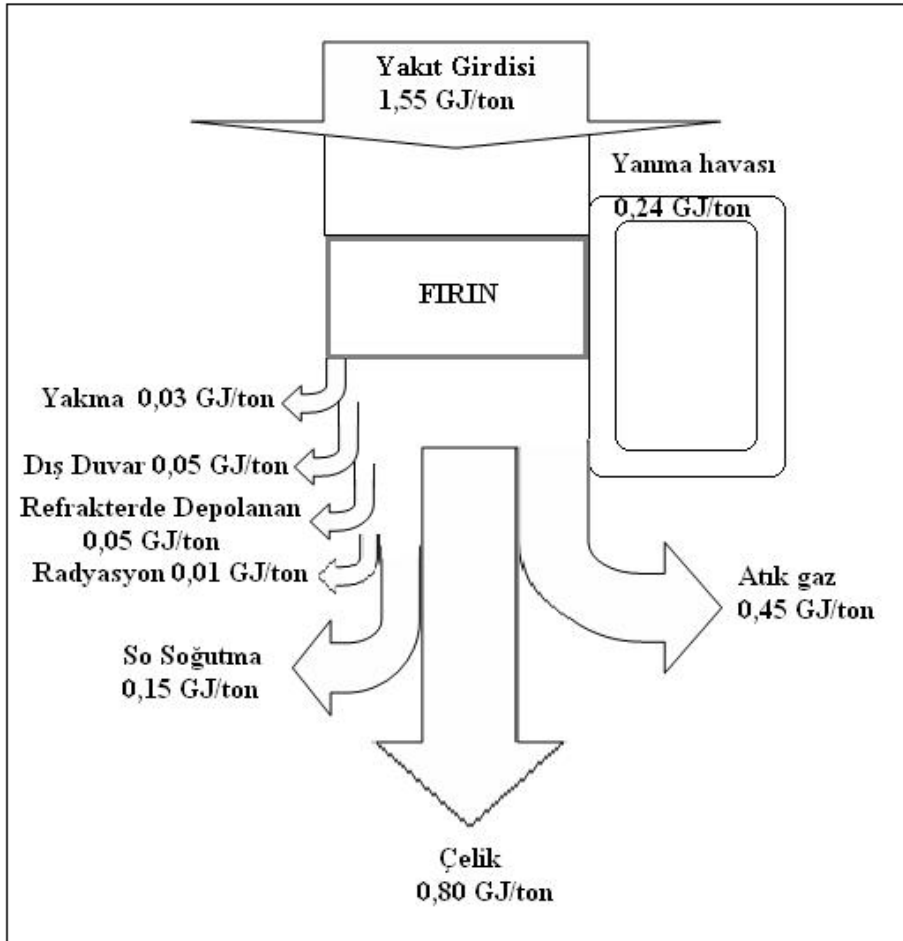 Yakıt Girdisi
1,55 GJ/ton
Yanma havası
0,24 GJ/ton
FIRIN
Yakma 0,03 GJ/ton
Dış Duvar 0,05 GJ/ton
Refrakterde Depolanan
0,05 GJ/ton
Radyasyon 0,01 GJ/ton
So Soğutma
0,15 GJ/ton
Atık gaz
0,45 GJ/ton
Çelik
0,80 GJ/ton